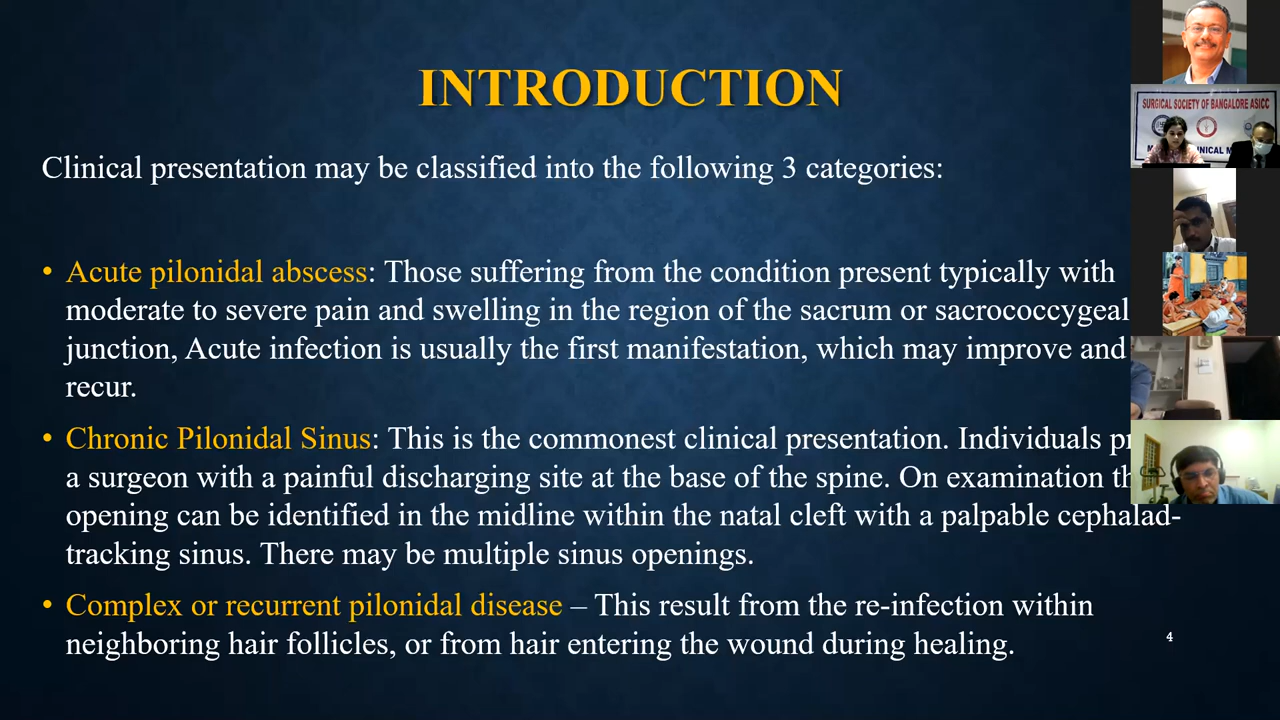 INTRODUCTION
Clinical presentation may be classified into the following 3 categories:
• Acute pilonidal abscess: Those suffering from the condition present typically with
moderate to severe pain and swelling in the region of the sacrum or sacrococcygeal
junction, Acute infection is usually the first manifestation, which may improve and
recur.
• Chronic Pilonidal Sinus: This is the commonest clinical presentation. Individuals
a surgeon with a painful discharging site at the base of the spine. On examination
opening can be identified in the midline within the natal cleft with a palpable cephalad-
tracking sinus. There may be multiple sinus openings.
• Complex or recurrent pilonidal disease – This result from the re-infection within
neighboring hair follicles, or from hair entering the wound during healing.
4
SURGICAL SOCIETY OF BANGALORE ASICC